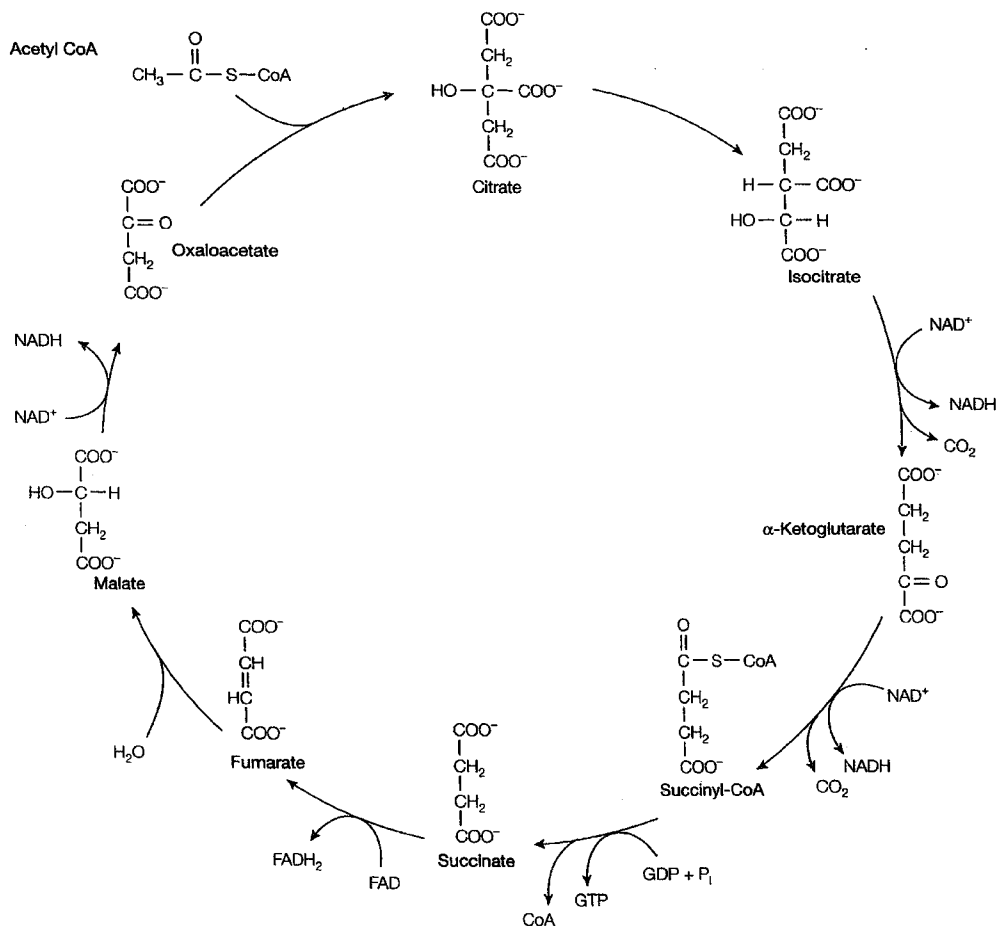 Acetyl CoA
O
CH₃—C—S—CoA
COO⁻
CH₂
HO—C—COO⁻
CH₂
COO⁻
Citrate
COO⁻
CH₂
H—C—COO⁻
HO—C—H
COO⁻
Isocitrate
NAD⁺
NADH
CO₂
COO⁻
CH₂
CH₂
C=O
COO⁻
α-Ketoglutarate
NAD⁺
NADH
CO₂
O
C—S—CoA
CH₂
CH₂
COO⁻
Succinyl-CoA
GDP + Pᵢ
GTP
CoA
COO⁻
CH₂
CH₂
COO⁻
Succinate
FAD
FADH₂
COO⁻
CH
HC
COO⁻
Fumarate
H₂O
COO⁻
HO—C—H
CH₂
COO⁻
Malate
NAD⁺
NADH
COO⁻
C=O
CH₂
COO⁻
Oxaloacetate